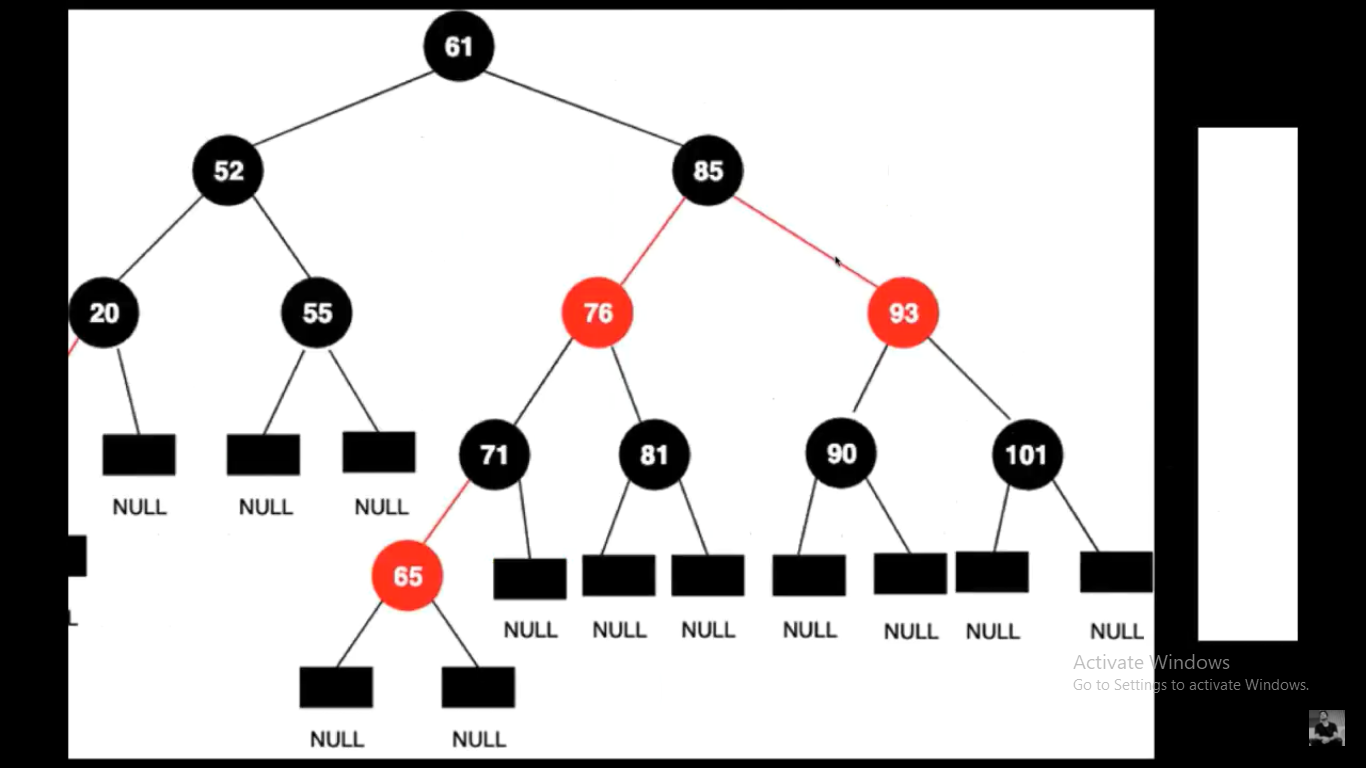 61
52
85
20
55
76
93
71
81
90
101
NULL
NULL
NULL
65
NULL
NULL
NULL
NULL
NULL
NULL
NULL
NULL
NULL
Activate Windows
Go to Settings to activate Windows.